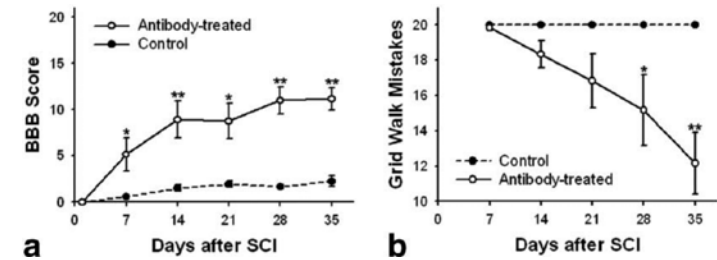 Antibody-treated
Control
BBB Score
20
15
10
5
0
* ** * ** **
0 7 14 21 28 35
Days after SCI
a
Grid Walk Mistakes
20
18
16
14
12
10
* **
Control
Antibody-treated
0 7 14 21 28 35
Days after SCI
b